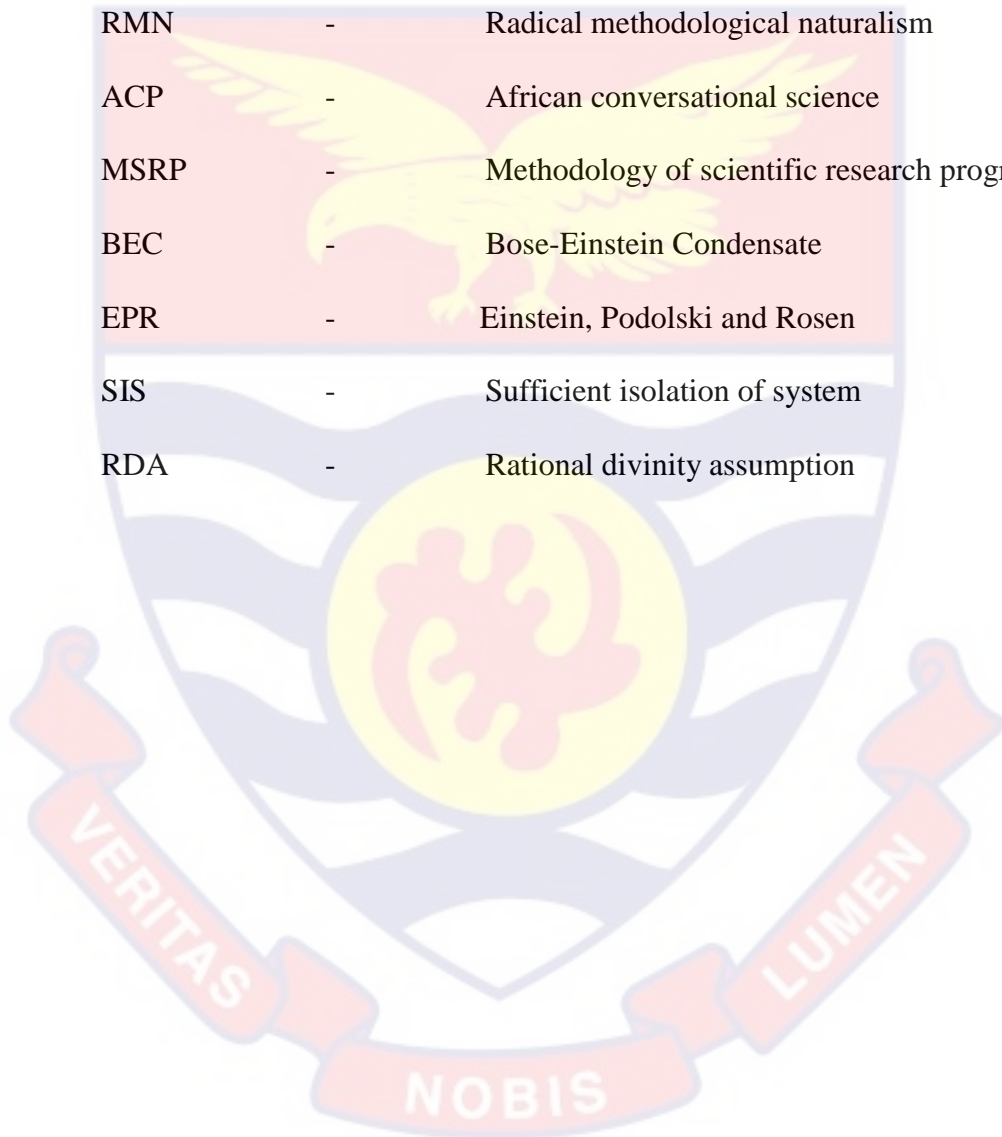 RMN - Radical methodological naturalism
ACP - African conversational science
MSRP - Methodology of scientific research
BEC - Bose-Einstein Condensate
EPR - Einstein, Podolski and Rosen
SIS - Sufficient isolation of system
RDA - Rational divinity assumption
VERITAS NOBIS LUMEN